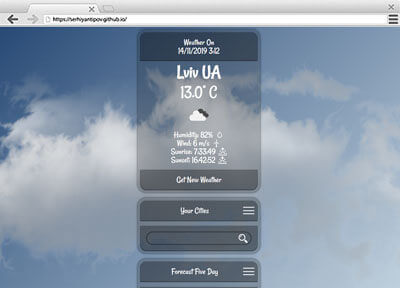 https://serhiyantipov.github.io/
Weather On
14/11/2019 3:12
Lviv UA
13.0° C
Humidity: 82%
Wind: 6 m/s
Sunrise: 7:33:49
Sunset: 16:42:52
Get New Weather
Your Cities
Forecast Five Day